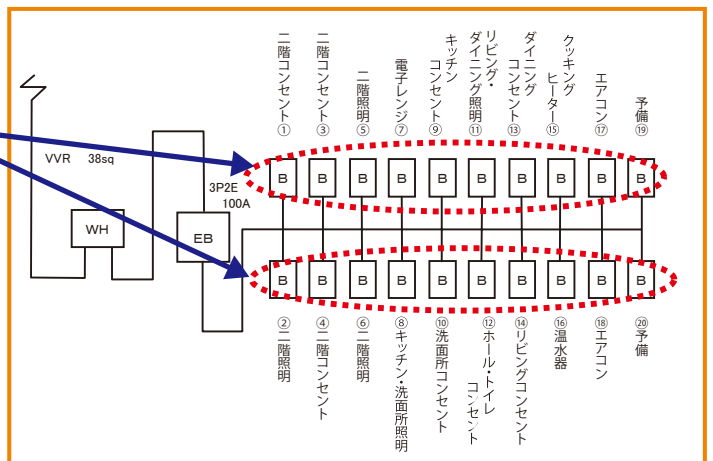 二階コンセント①
二階コンセント③
二階照明⑤
電子レンジ⑦
キッチン
コンセント⑨
リビング・
ダイニング照明⑪
ダイニング
コンセント⑬
クッキング
ヒーター⑮
エアコン⑰
予備⑲
VVR 38sq
WH
EB
3P2E
100A
B B B B B B B B B B
B B B B B B B B B B
②二階照明
④二階コンセント
⑥二階照明
⑧キッチン・洗面所照明
⑩洗面所コンセント
⑫ホール・トイレ
コンセント
⑭リビングコンセント
⑯温水器
⑱エアコン
⑳予備